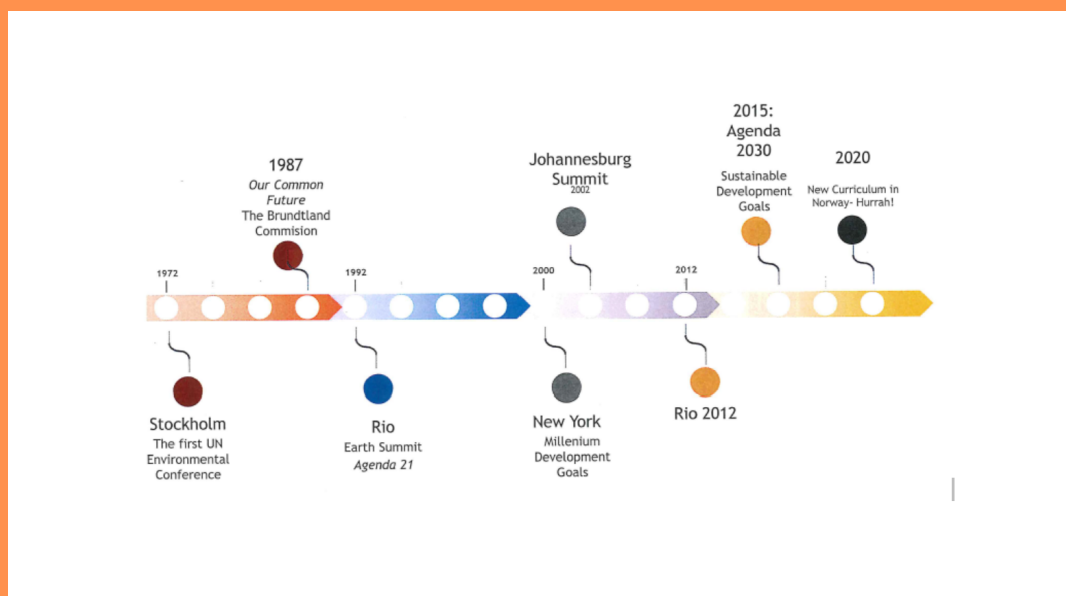 1987
Our Common
Future
The Brundtland
Commision
Johannesburg
Summit
2002
2015:
Agenda
2030
Sustainable
Development
Goals
2020
New Curriculum in
Norway- Hurrah!
1972
1992
2000
2012
Stockholm
The first UN
Environmental
Conference
Rio
Earth Summit
Agenda 21
New York
Millenium
Development
Goals
Rio 2012